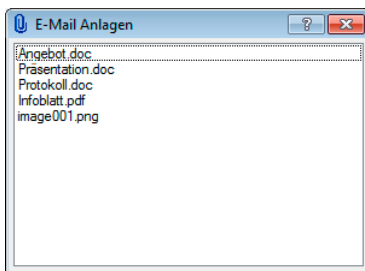 E-Mail Anlagen
Angebot.doc
Präsentation.doc
Protokoll.doc
Infoblatt.pdf
image001.png